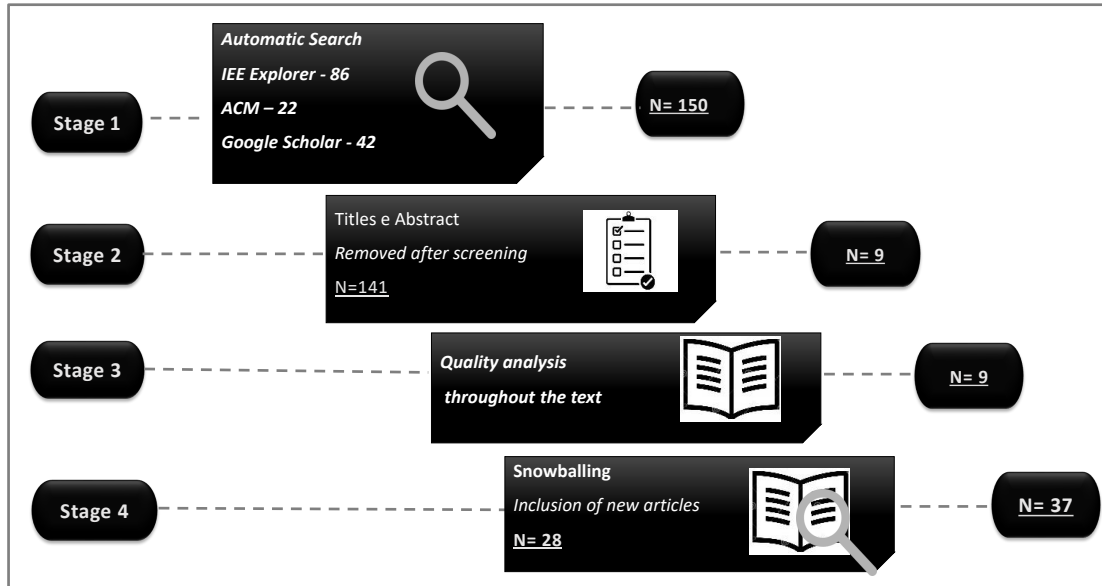 Automatic Search
IEE Explorer - 86
ACM – 22
Google Scholar - 42
Stage 1
N= 150
Titles e Abstract
Removed after screening
N=141
Stage 2
N= 9
Quality analysis
throughout the text
Stage 3
N= 9
Snowballing
Inclusion of new articles
N= 28
Stage 4
N= 37